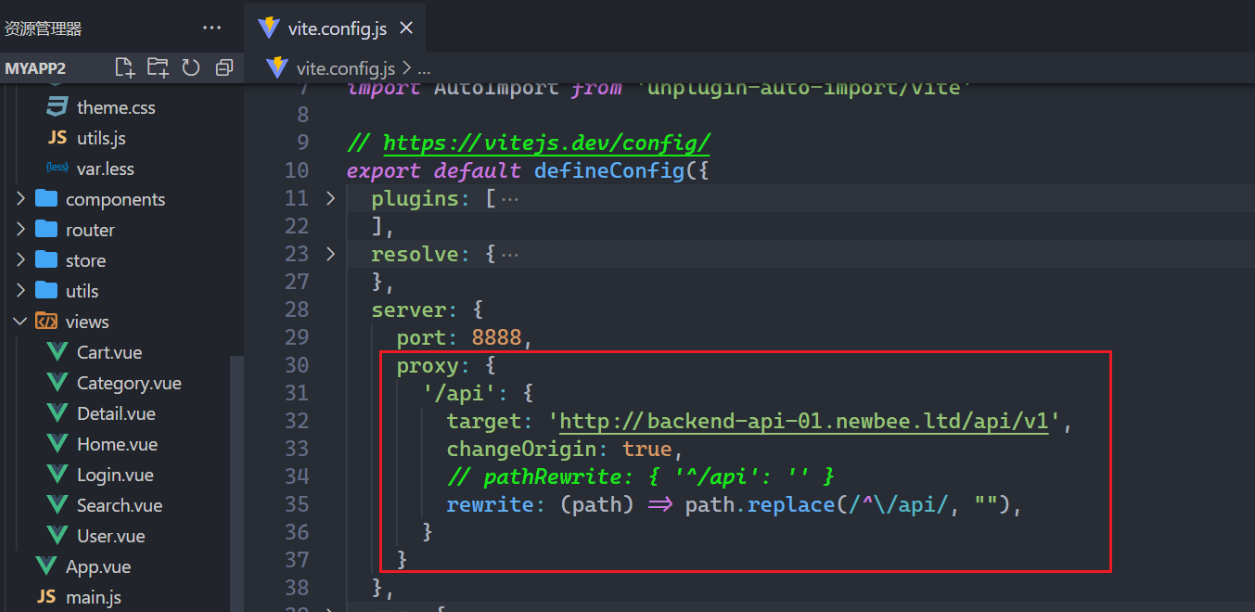 资源管理器 ···
MYAPP2
theme.css
JS utils.js
{less} var.less
components
router
store
utils
views
Cart.vue
Category.vue
Detail.vue
Home.vue
Login.vue
Search.vue
User.vue
App.vue
JS main.js
vite.config.js ×
vite.config.js > ...
7 import AutoImport from 'unplugin-auto-import/vite'
8
9 // https://vitejs.dev/config/
10 export default defineConfig({
11 > plugins: [ ···
22 ],
23 > resolve: { ···
27 },
28 server: {
29 port: 8888,
30 proxy: {
31 '/api': {
32 target: 'http://backend-api-01.newbee.ltd/api/v1',
33 changeOrigin: true,
34 // pathRewrite: { '^/api': '' }
35 rewrite: (path) => path.replace(/^\/api/, ""),
36 }
37 }
38 },